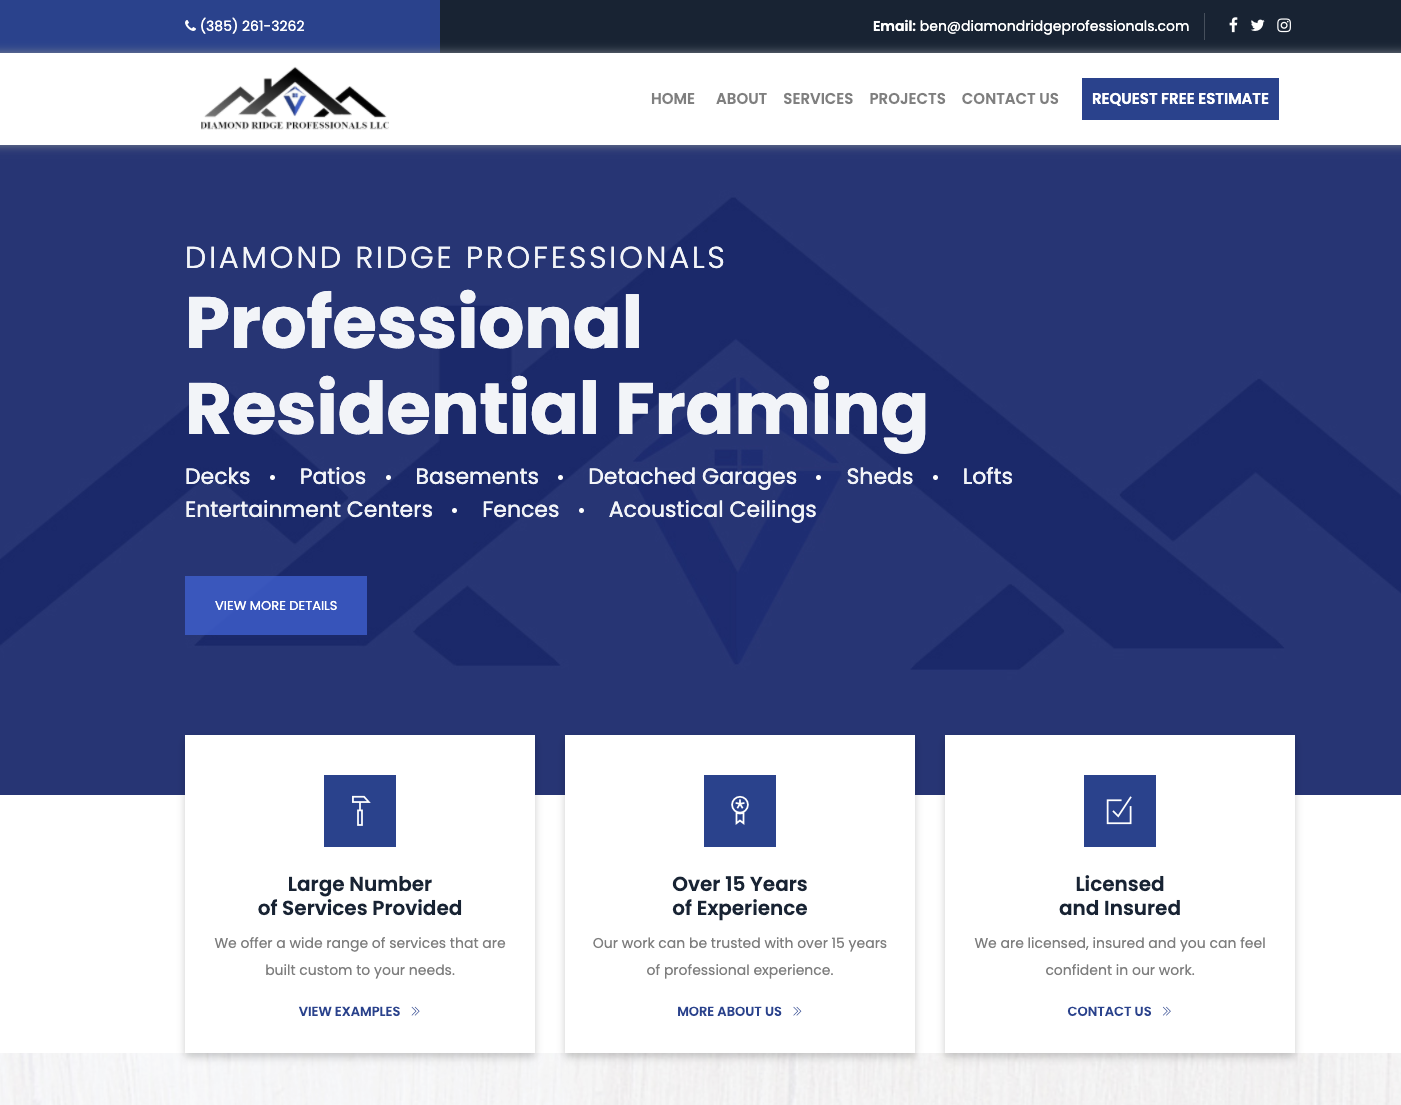 (385) 261-3262
Email: ben@diamondridgeprofessionals.com
DIAMOND RIDGE PROFESSIONALS LLC
HOME ABOUT SERVICES PROJECTS CONTACT US REQUEST FREE ESTIMATE
DIAMOND RIDGE PROFESSIONALS
Professional
Residential Framing
Decks • Patios • Basements • Detached Garages • Sheds • Lofts
Entertainment Centers • Fences • Acoustical Ceilings
VIEW MORE DETAILS
Large Number
of Services Provided
We offer a wide range of services that are
built custom to your needs.
VIEW EXAMPLES
Over 15 Years
of Experience
Our work can be trusted with over 15 years
of professional experience.
MORE ABOUT US
Licensed
and Insured
We are licensed, insured and you can feel
confident in our work.
CONTACT US